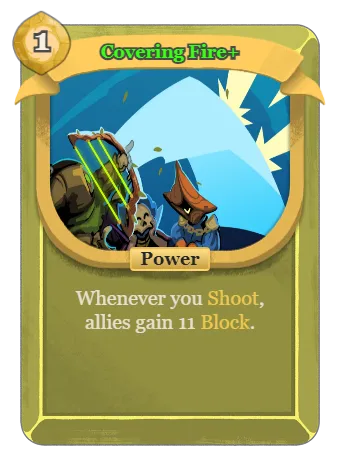 1
Covering Fire+
Power
Whenever you Shoot,
allies gain 11 Block.